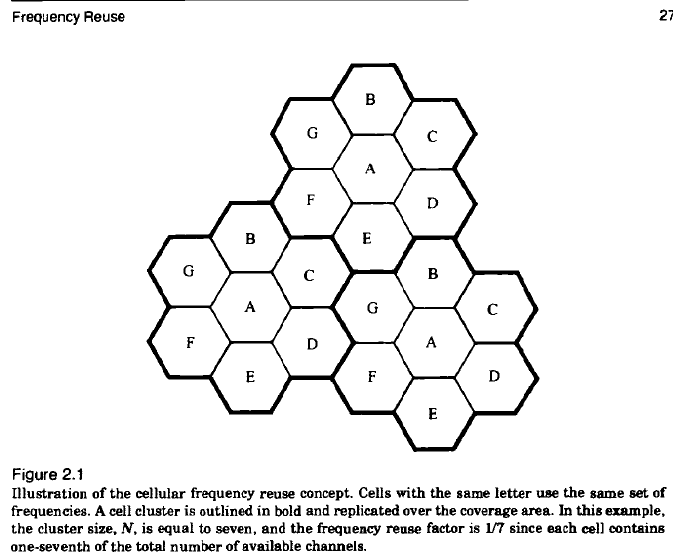 Frequency Reuse 27
B
G
C
A
F
D
B
E
G
C
B
A
G
C
F
D
A
E
F
D
E
Figure 2.1
Illustration of the cellular frequency reuse concept. Cells with the same letter use the same set of
frequencies. A cell cluster is outlined in bold and replicated over the coverage area. In this example,
the cluster size, N, is equal to seven, and the frequency reuse factor is 1/7 since each cell contains
one-seventh of the total number of available channels.